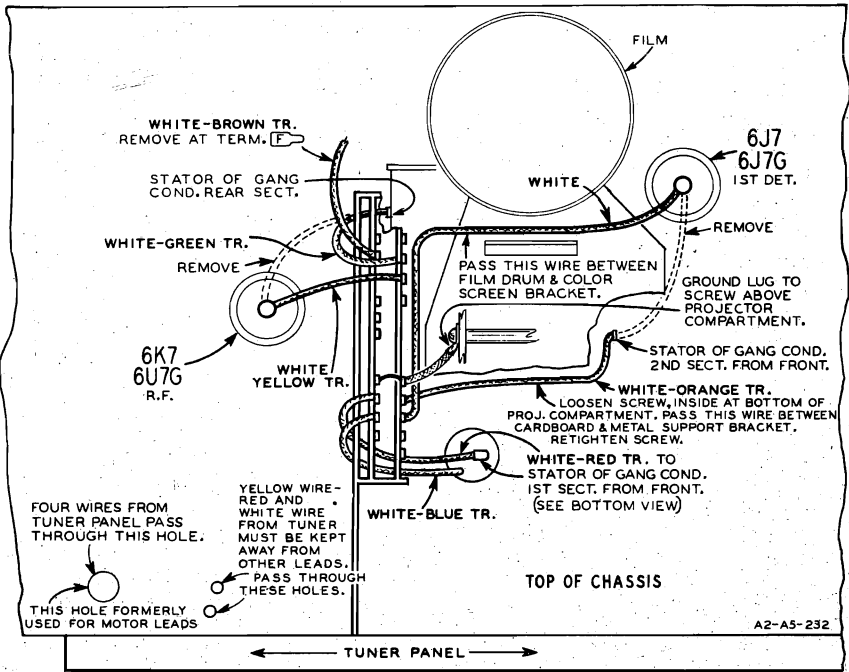 FILM
WHITE-BROWN TR.
REMOVE AT TERM. F
STATOR OF GANG
COND. REAR SECT.
WHITE-GREEN TR.
REMOVE
6K7
6U7G
R.F.
WHITE
YELLOW TR.
WHITE
6J7
6J7G
1ST DET.
REMOVE
PASS THIS WIRE BETWEEN
FILM DRUM & COLOR
SCREEN BRACKET.
GROUND LUG TO
SCREW ABOVE
PROJECTOR
COMPARTMENT.
STATOR OF GANG COND.
2ND SECT. FROM FRONT.
WHITE-ORANGE TR.
LOOSEN SCREW, INSIDE AT BOTTOM OF
PROJ. COMPARTMENT. PASS THIS WIRE BETWEEN
CARDBOARD & METAL SUPPORT BRACKET.
RETIGHTEN SCREW.
WHITE-RED TR. TO
STATOR OF GANG COND.
1ST SECT. FROM FRONT.
(SEE BOTTOM VIEW)
WHITE-BLUE TR.
FOUR WIRES FROM
TUNER PANEL PASS
THROUGH THIS HOLE.
THIS HOLE FORMERLY
USED FOR MOTOR LEADS
YELLOW WIRE-
RED AND
WHITE WIRE
FROM TUNER
MUST BE KEPT
AWAY FROM
OTHER LEADS.
PASS THROUGH
THESE HOLES.
TOP OF CHASSIS
A2-A5-232
TUNER PANEL